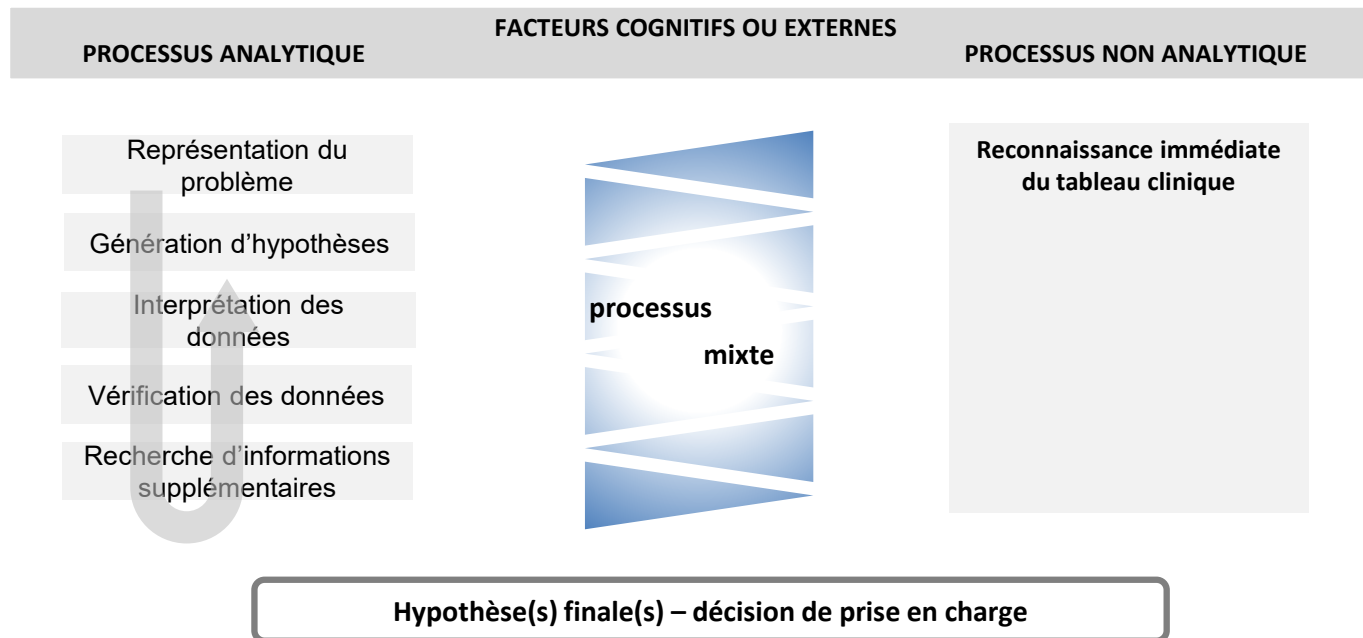 FACTEURS COGNITIFS OU EXTERNES
PROCESSUS ANALYTIQUE
PROCESSUS NON ANALYTIQUE
Représentation du
problème
Génération d’hypothèses
Interprétation des
données
Vérification des données
Recherche d’informations
supplémentaires
processus
mixte
Reconnaissance immédiate
du tableau clinique
Hypothèse(s) finale(s) – décision de prise en charge